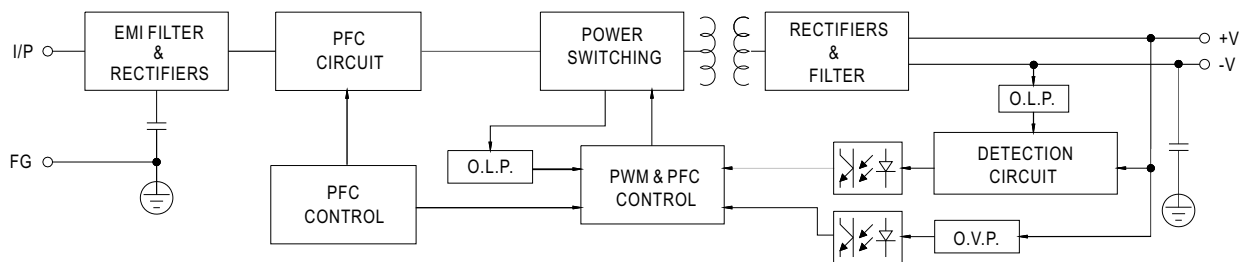 I/P
EMI FILTER
&
RECTIFIERS
PFC
CIRCUIT
POWER
SWITCHING
RECTIFIERS
&
FILTER
+V
-V
O.L.P.
FG
O.L.P.
DETECTION
CIRCUIT
PFC
CONTROL
PWM & PFC
CONTROL
O.V.P.